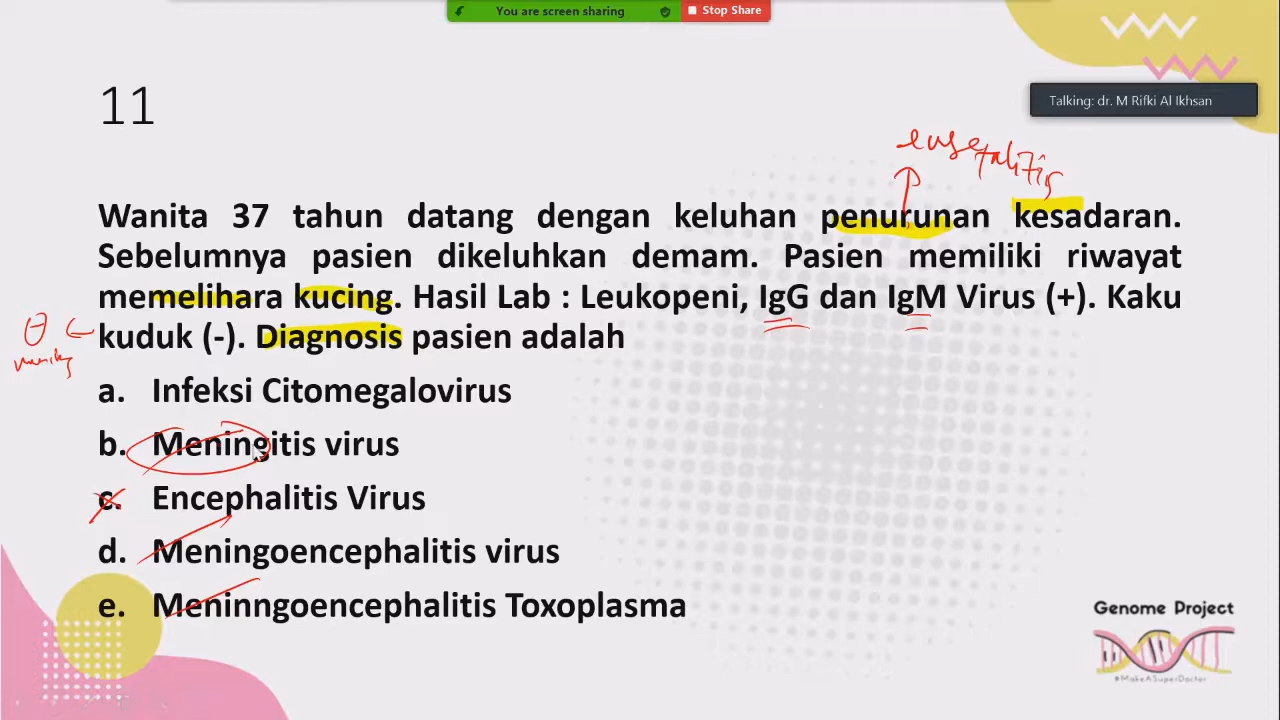 You are screen sharing
Stop Share
Talking: dr. M Rifki Al Ikhsan
11
ensefalitis
Wanita 37 tahun datang dengan keluhan penurunan kesadaran.
Sebelumnya pasien dikeluhkan demam. Pasien memiliki riwayat
memelihara kucing. Hasil Lab : Leukopeni, IgG dan IgM Virus (+). Kaku
kuduk (-). Diagnosis pasien adalah
a. Infeksi Citomegalovirus
b. Meningitis virus
c. Encephalitis Virus
d. Meningoencephalitis virus
e. Meninngoencephalitis Toxoplasma
Genome Project
#MakeASuperDoctor